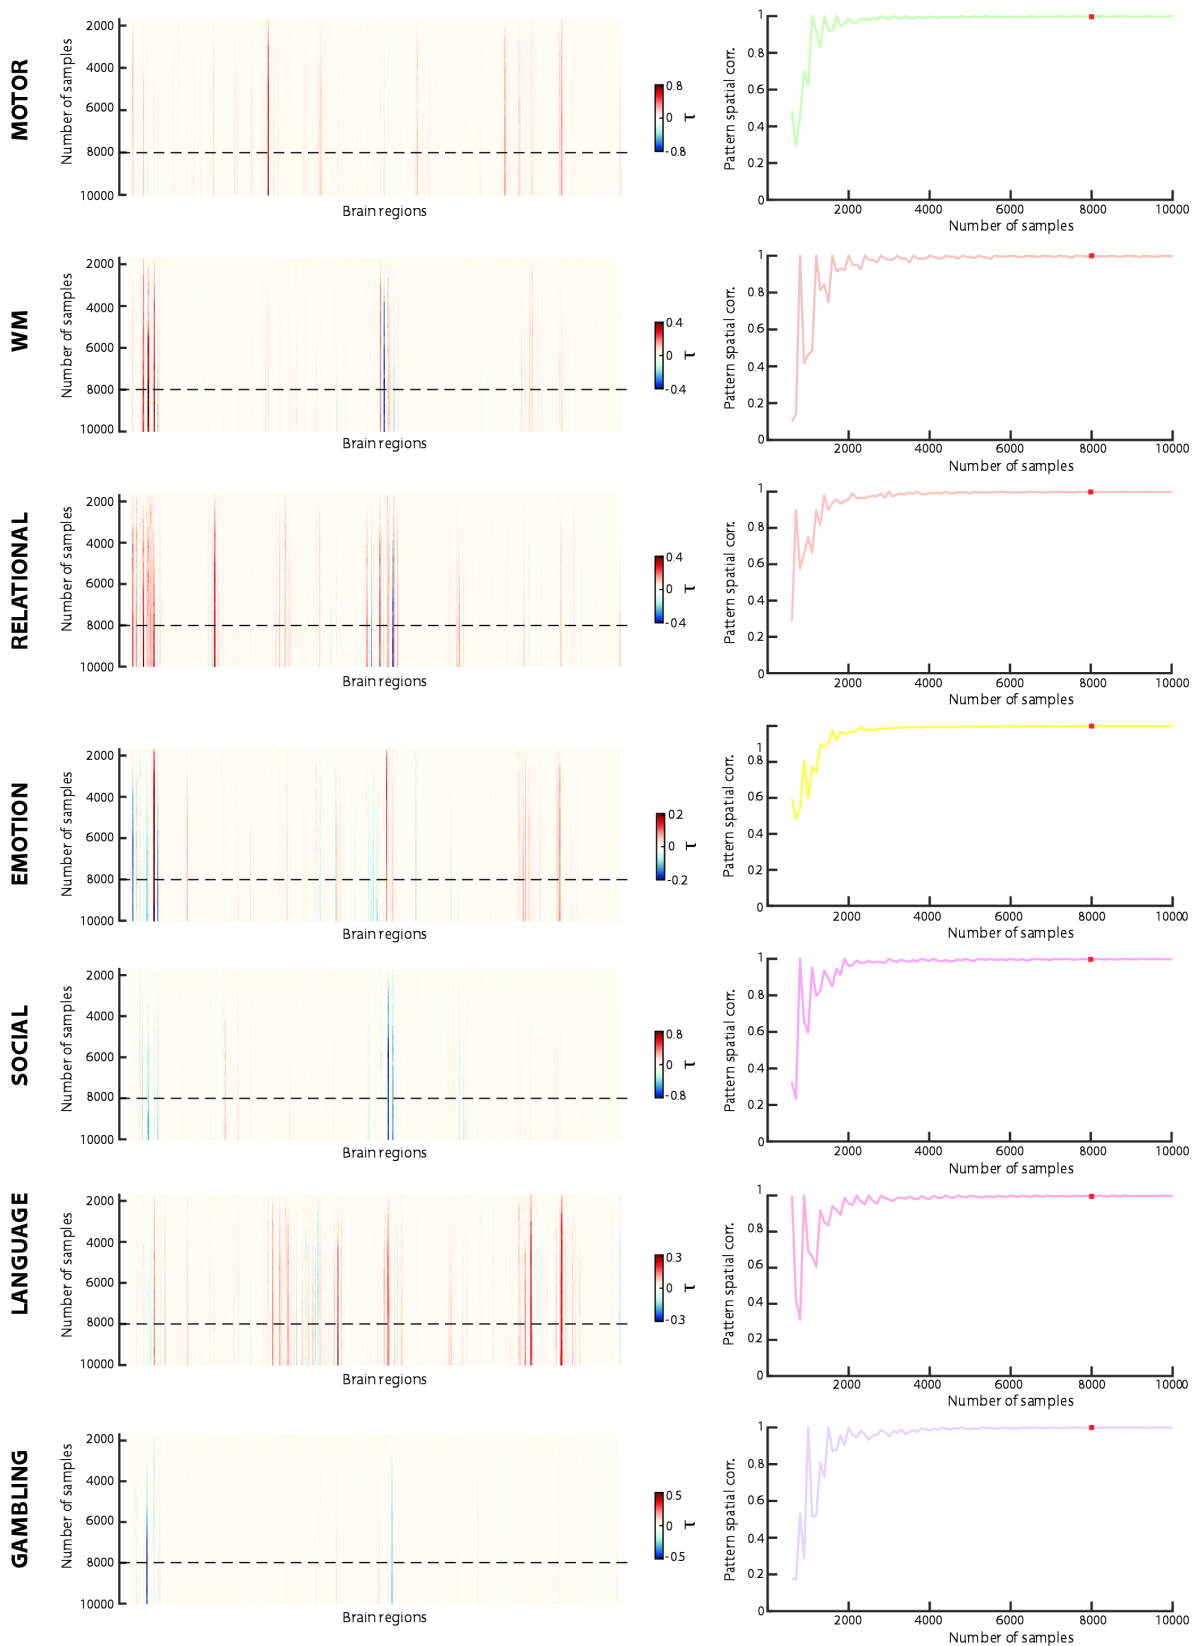 MOTOR
Number of samples
2000
4000
6000
8000
10000
Brain regions
0.8
0
-0.8
τ
Pattern spatial corr.
1
0.8
0.6
0.4
0.2
0
2000 4000 6000 8000 10000
Number of samples
WM
Number of samples
2000
4000
6000
8000
10000
Brain regions
0.4
0
-0.4
τ
Pattern spatial corr.
1
0.8
0.6
0.4
0.2
0
2000 4000 6000 8000 10000
Number of samples
RELATIONAL
Number of samples
2000
4000
6000
8000
10000
Brain regions
0.4
0
-0.4
τ
Pattern spatial corr.
1
0.8
0.6
0.4
0.2
0
2000 4000 6000 8000 10000
Number of samples
EMOTION
Number of samples
2000
4000
6000
8000
10000
Brain regions
0.2
0
-0.2
τ
Pattern spatial corr.
1
0.8
0.6
0.4
0.2
0
2000 4000 6000 8000 10000
Number of samples
SOCIAL
Number of samples
2000
4000
6000
8000
10000
Brain regions
0.8
0
-0.8
τ
Pattern spatial corr.
1
0.8
0.6
0.4
0.2
0
2000 4000 6000 8000 10000
Number of samples
LANGUAGE
Number of samples
2000
4000
6000
8000
10000
Brain regions
0.3
0
-0.3
τ
Pattern spatial corr.
1
0.8
0.6
0.4
0.2
0
2000 4000 6000 8000 10000
Number of samples
GAMBLING
Number of samples
2000
4000
6000
8000
10000
Brain regions
0.5
0
-0.5
τ
Pattern spatial corr.
1
0.8
0.6
0.4
0.2
0
2000 4000 6000 8000 10000
Number of samples